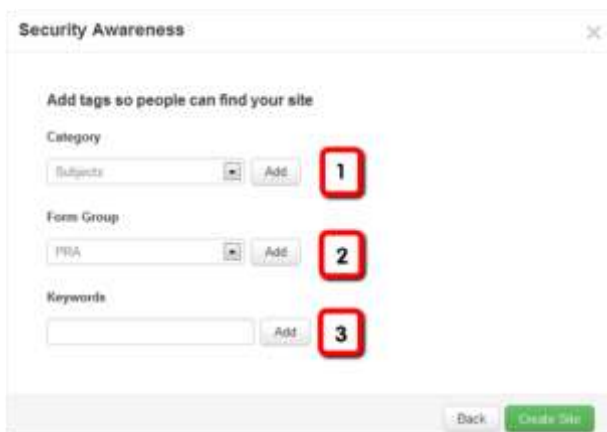 Security Awareness
Add tags so people can find your site
Category
Subjects Add 1
Form Group
PRA Add 2
Keywords
Add 3
Back Create Site